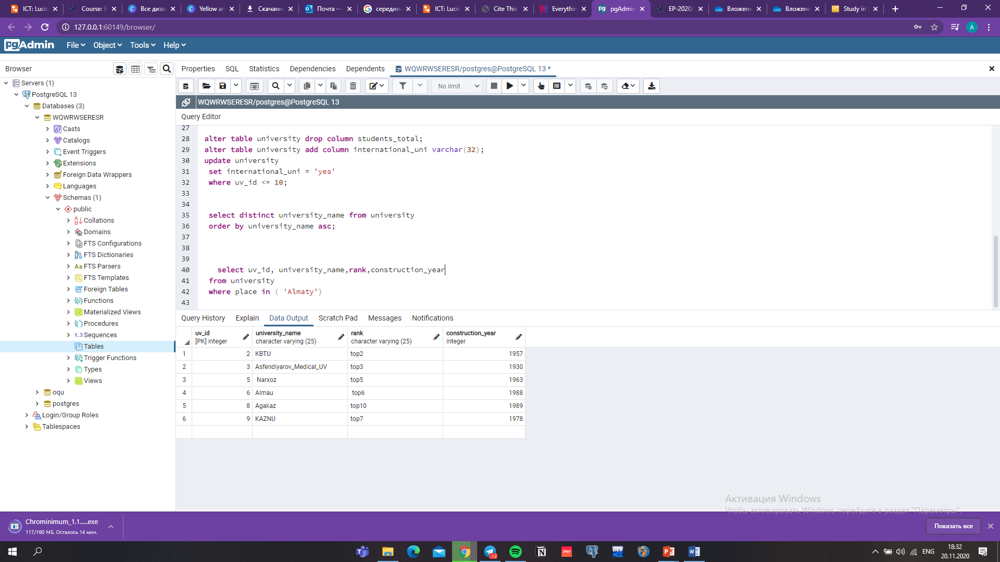 ICT: Lucid
Course: E
Все дизай
Yellow an
Скачанны
Почта —
середина
ICT: Lucid
Cite This
THE Everythin
pgAdmin
EP-2020/
Вложени
Вложени
Study in
127.0.0.1:60149/browser/
A
pgAdmin File Object Tools Help
Browser
Properties SQL Statistics Dependencies Dependents WQWRWSERESR/postgres@PostgreSQL 13 *
No limit
WQWRWSERESR/postgres@PostgreSQL 13
Query Editor
Servers (1)
PostgreSQL 13
Databases (3)
WQWRWSERESR
Casts
Catalogs
Event Triggers
Extensions
Foreign Data Wrappers
Languages
Schemas (1)
public
Collations
Domains
FTS Configurations
FTS Dictionaries
FTS Parsers
FTS Templates
Foreign Tables
Functions
Materialized Views
Procedures
1..3 Sequences
Tables
Trigger Functions
Types
Views
oqu
postgres
Login/Group Roles
Tablespaces
27
28 alter table university drop column students_total;
29 alter table university add column international_uni varchar(32);
30 update university
31 set international_uni = 'yes'
32 where uv_id <= 10;
33
34
35 select distinct university_name from university
36 order by university_name asc;
37
38
39
40 select uv_id, university_name,rank,construction_year
41 from university
42 where place in ( 'Almaty')
43
Query History Explain Data Output Scratch Pad Messages Notifications
uv_id university_name rank construction_year
[PK] integer character varying (25) character varying (25) integer
1 2 KBTU top2 1957
2 3 Asfendiyarov_Medical_UV top3 1930
3 5 Narxoz top5 1963
4 6 Almau top6 1988
5 8 Agakaz top10 1989
6 9 KAZNU top7 1978
Активация Windows
Чтобы активировать Windows, перейдите в раздел "Параметры".
Chrominimum_1.1.....exe
117/160 МБ, Осталось 14 мин.
Показать все
12
Day
DEV
ENG
18:32
20.11.2020